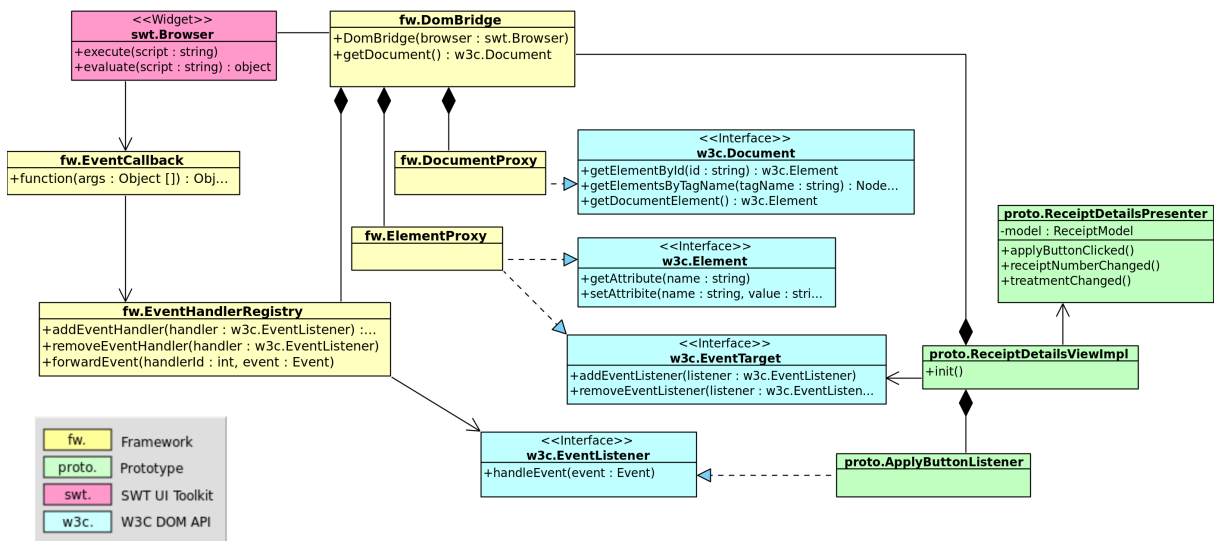 <<Widget>>
swt.Browser
+execute(script : string)
+evaluate(script : string) : object
fw.DomBridge
+DomBridge(browser : swt.Browser)
+getDocument() : w3c.Document
fw.EventCallback
+function(args : Object []) : Obj...
fw.DocumentProxy
<<Interface>>
w3c.Document
+getElementById(id : string) : w3c.Element
+getElementsByTagName(tagName : string) : Node...
+getDocumentElement() : w3c.Element
proto.ReceiptDetailsPresenter
-model : ReceiptModel
+applyButtonClicked()
+receiptNumberChanged()
+treatmentChanged()
fw.ElementProxy
<<Interface>>
w3c.Element
+getAttribute(name : string)
+setAttribite(name : string, value : stri...
fw.EventHandlerRegistry
+addEventHandler(handler : w3c.EventListener) :...
+removeEventHandler(handler : w3c.EventListener)
+forwardEvent(handlerId : int, event : Event)
<<Interface>>
w3c.EventTarget
+addEventListener(listener : w3c.EventListener)
+removeEventListener(listener : w3c.EventListen...
proto.ReceiptDetailsViewImpl
+init()
<<Interface>>
w3c.EventListener
+handleEvent(event : Event)
proto.ApplyButtonListener
fw. Framework
proto. Prototype
swt. SWT UI Toolkit
w3c. W3C DOM API